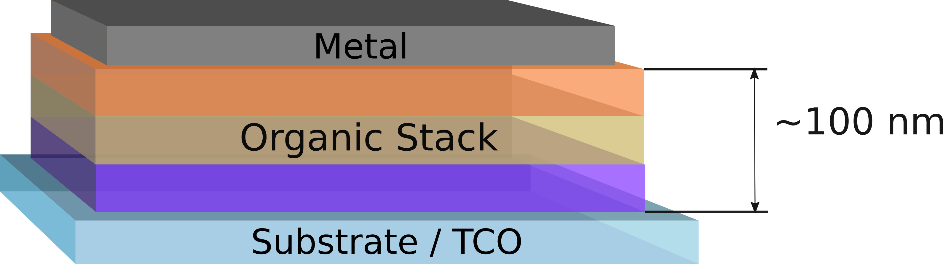 Metal
Organic Stack
~100 nm
Substrate / TCO